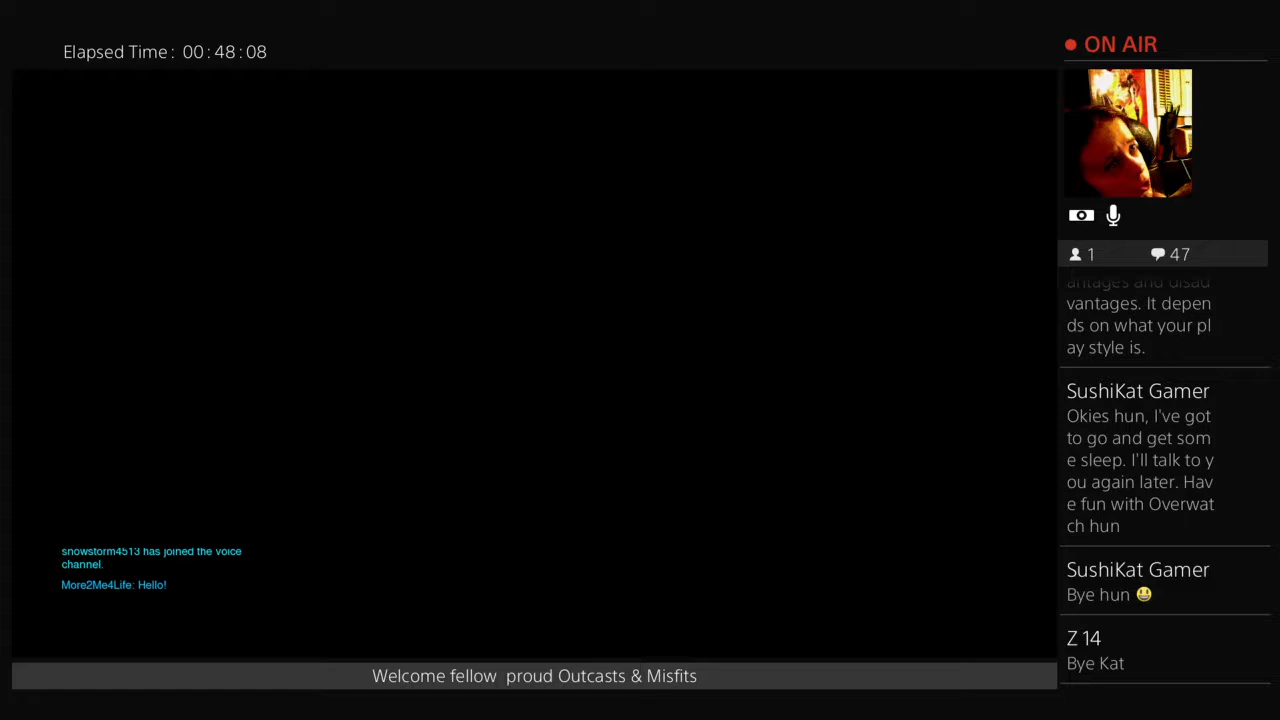 Elapsed Time: 00:48:08
ON AIR
1 47
antages and disad
vantages. It depen
ds on what your pl
ay style is.
SushiKat Gamer
Okies hun, I've got
to go and get som
e sleep. I'll talk to y
ou again later. Hav
e fun with Overwat
ch hun
SushiKat Gamer
Bye hun 😃
Z 14
Bye Kat
snowstorm4513 has joined the voice
channel.
More2Me4Life: Hello!
Welcome fellow  proud Outcasts & Misfits